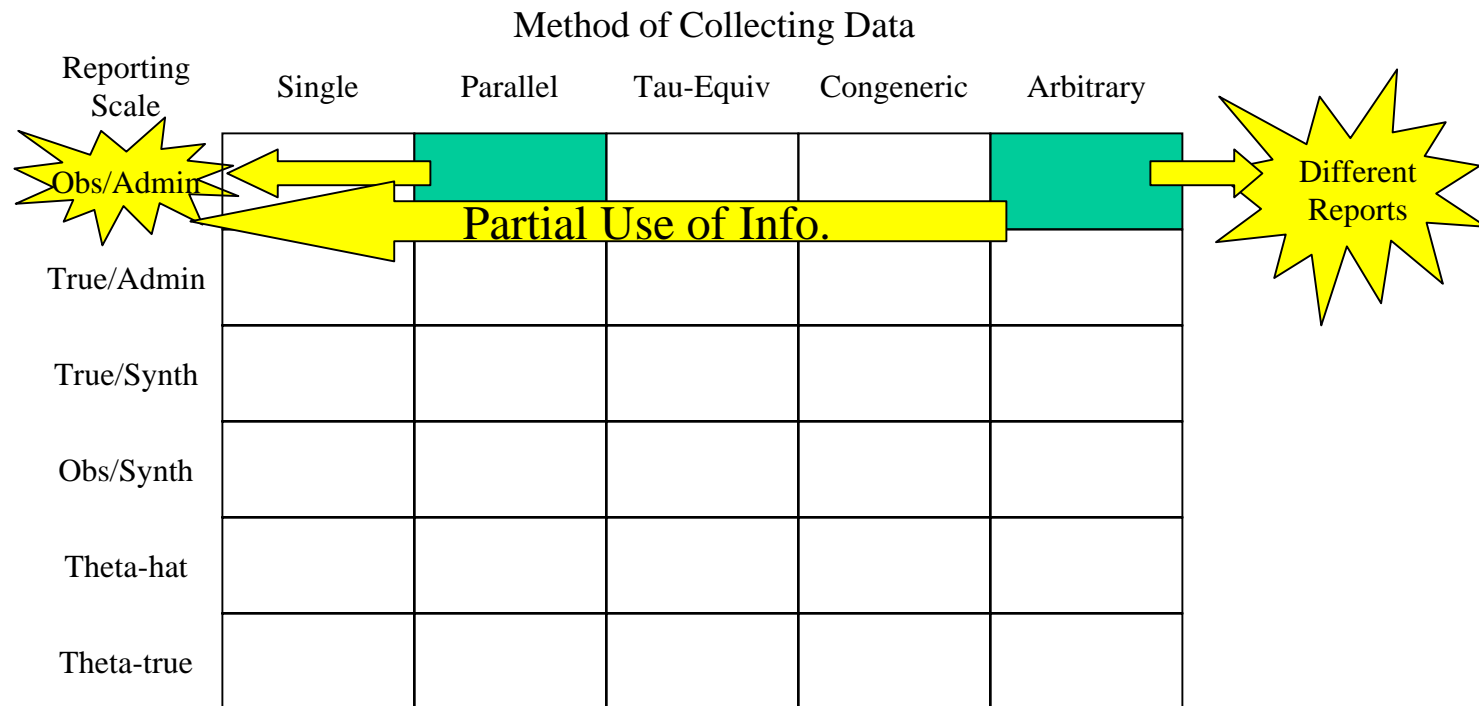 Method of Collecting Data
Reporting
Scale
Single
Parallel
Tau-Equiv
Congeneric
Arbitrary
Obs/Admin
Different
Reports
Partial Use of Info.
True/Admin
True/Synth
Obs/Synth
Theta-hat
Theta-true